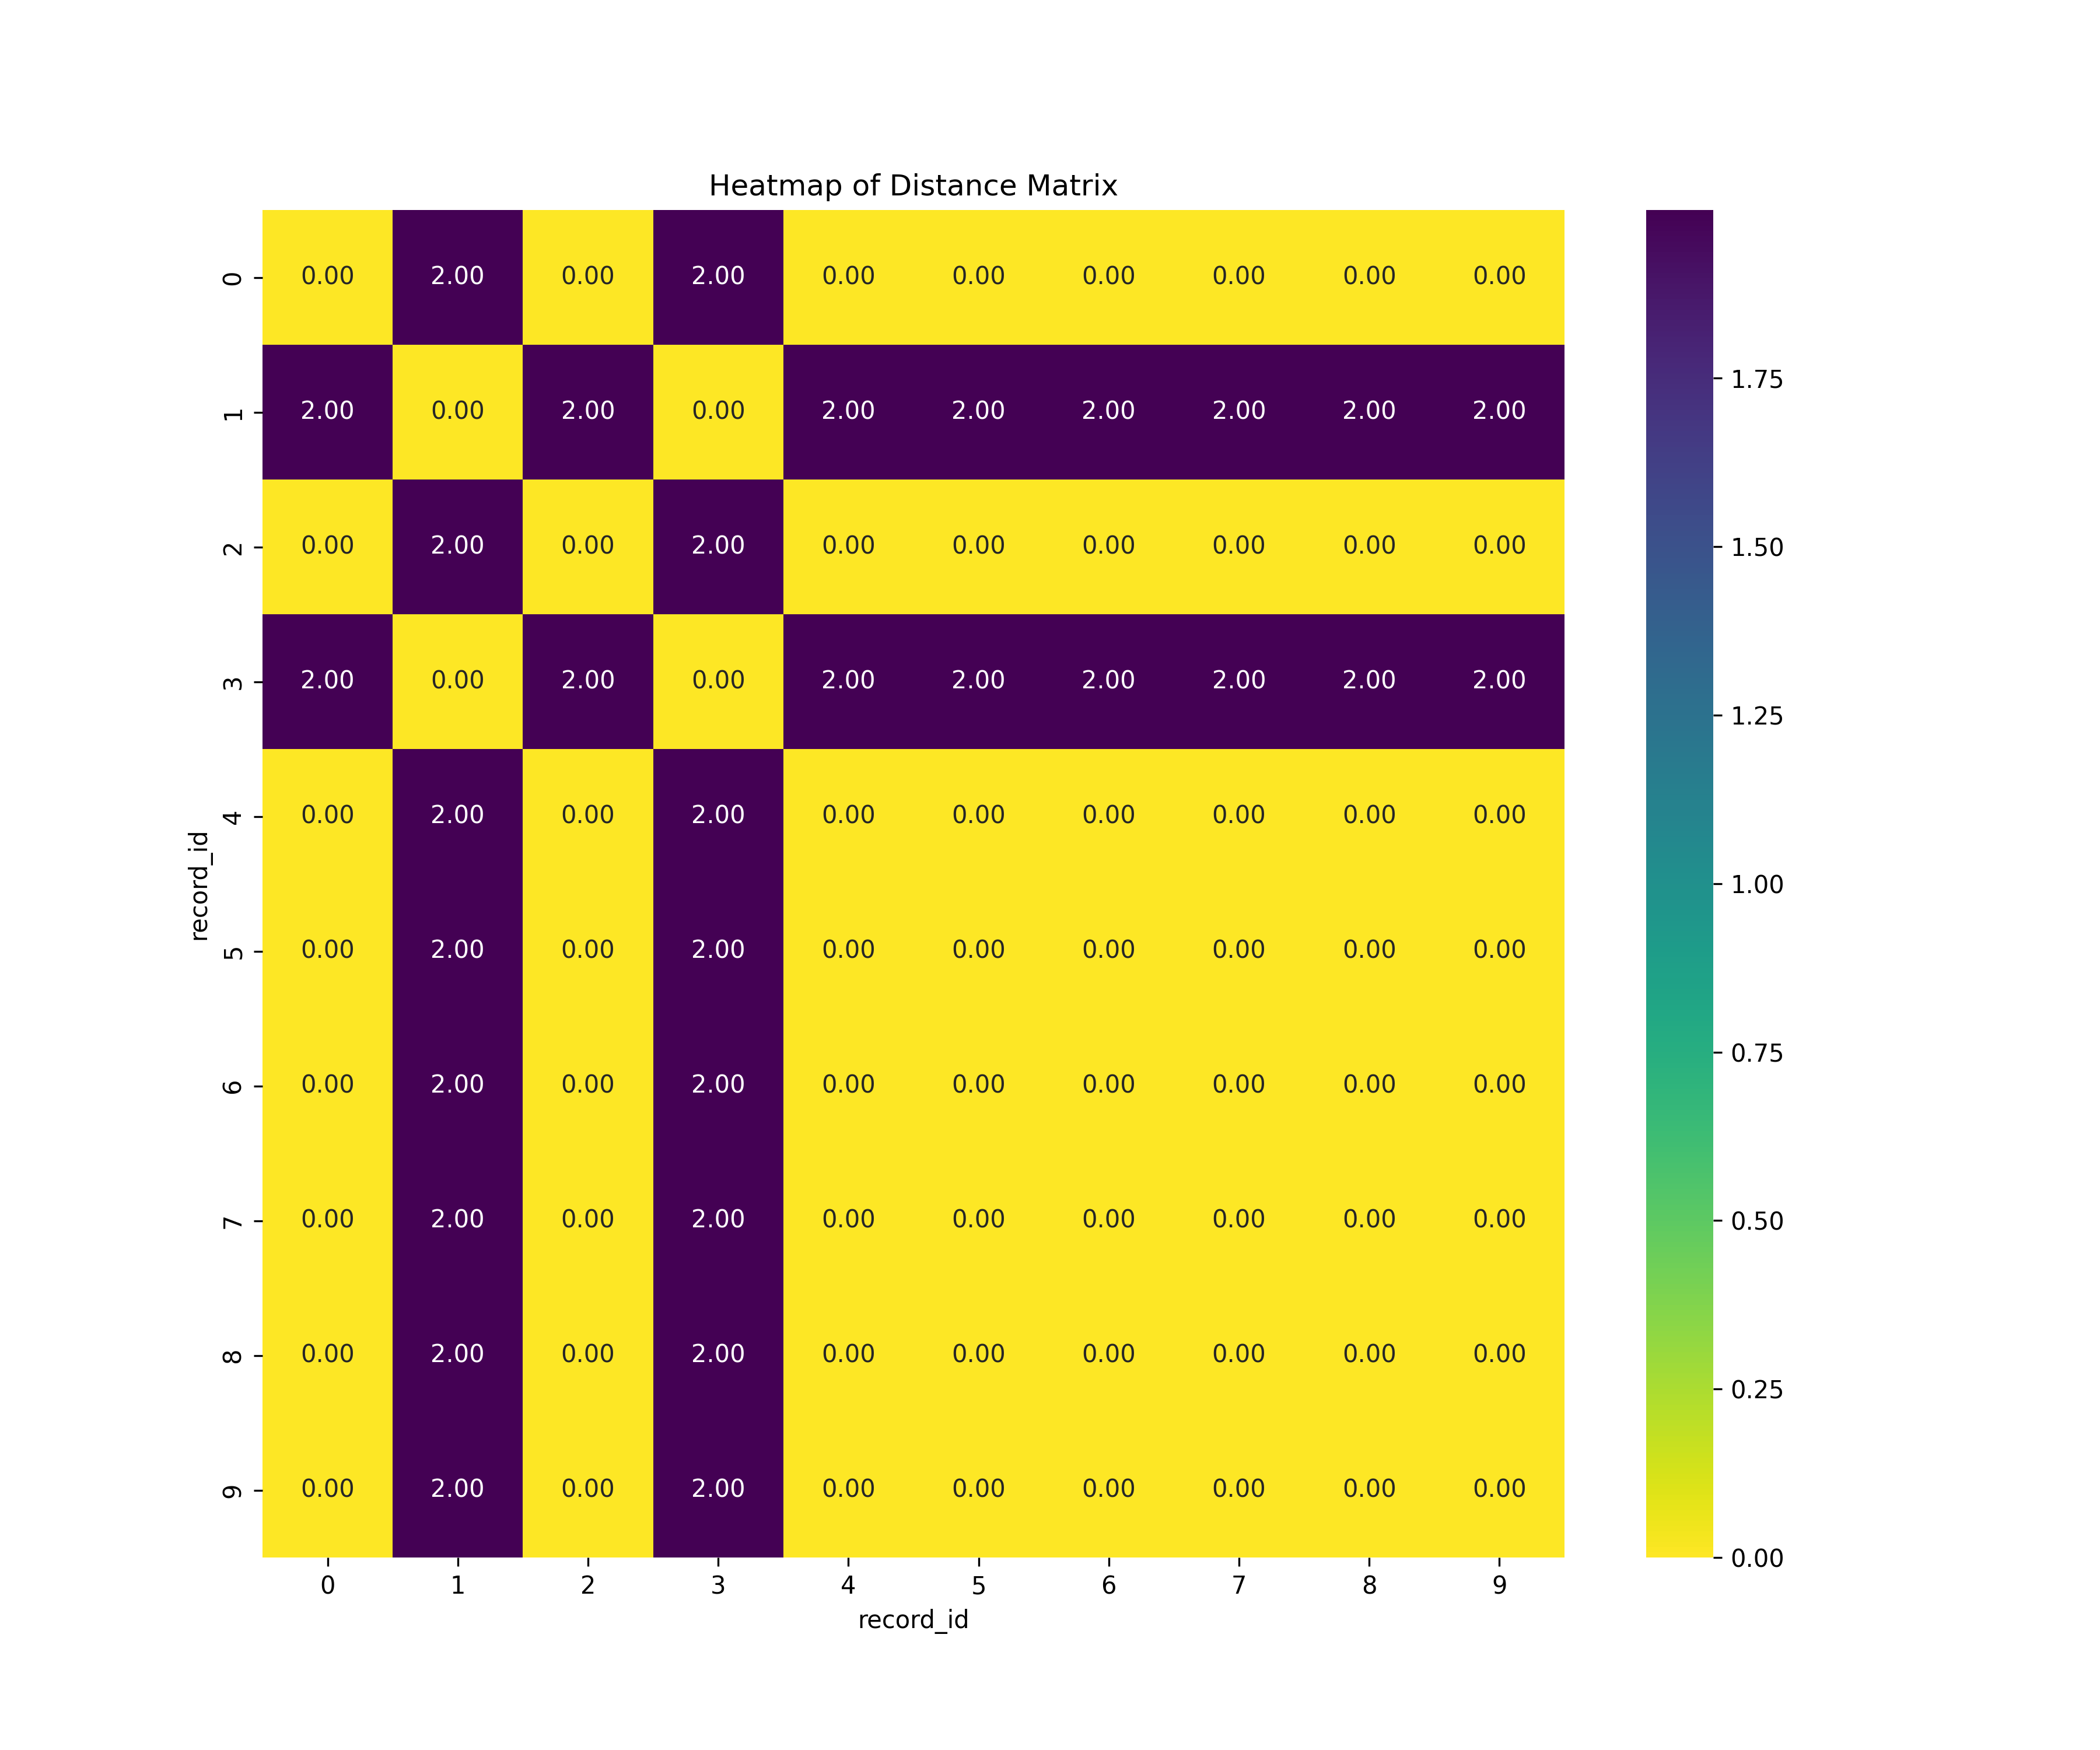 Heatmap of Distance Matrix
0 0.00 2.00 0.00 2.00 0.00 0.00 0.00 0.00 0.00 0.00
1 2.00 0.00 2.00 0.00 2.00 2.00 2.00 2.00 2.00 2.00
2 0.00 2.00 0.00 2.00 0.00 0.00 0.00 0.00 0.00 0.00
3 2.00 0.00 2.00 0.00 2.00 2.00 2.00 2.00 2.00 2.00
4 0.00 2.00 0.00 2.00 0.00 0.00 0.00 0.00 0.00 0.00
5 0.00 2.00 0.00 2.00 0.00 0.00 0.00 0.00 0.00 0.00
6 0.00 2.00 0.00 2.00 0.00 0.00 0.00 0.00 0.00 0.00
7 0.00 2.00 0.00 2.00 0.00 0.00 0.00 0.00 0.00 0.00
8 0.00 2.00 0.00 2.00 0.00 0.00 0.00 0.00 0.00 0.00
9 0.00 2.00 0.00 2.00 0.00 0.00 0.00 0.00 0.00 0.00
0 1 2 3 4 5 6 7 8 9
record_id
record_id
1.75
1.50
1.25
1.00
0.75
0.50
0.25
0.00